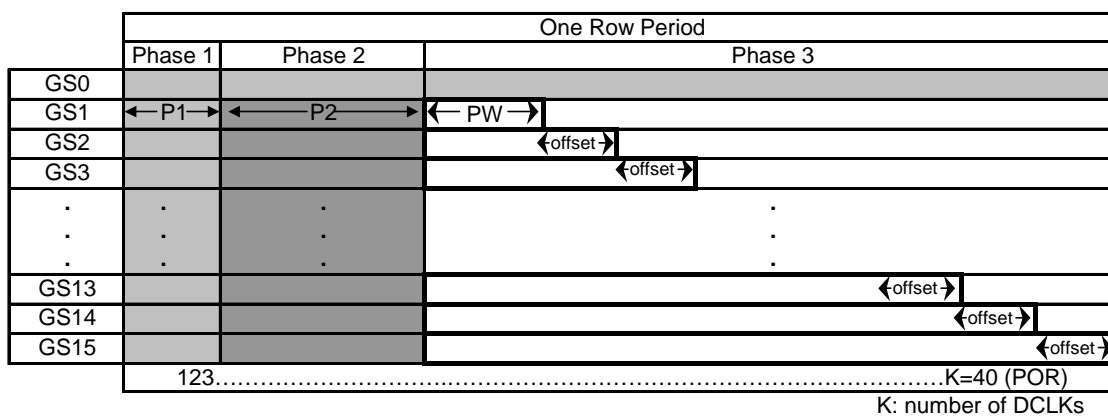 One Row Period
Phase 1 Phase 2 Phase 3
GS0
GS1 P1 P2 PW
GS2 offset
GS3 offset
. . . .
. . . .
. . . .
GS13 offset
GS14 offset
GS15 offset
123……………………………………………………………………………K=40 (POR)
K: number of DCLKs